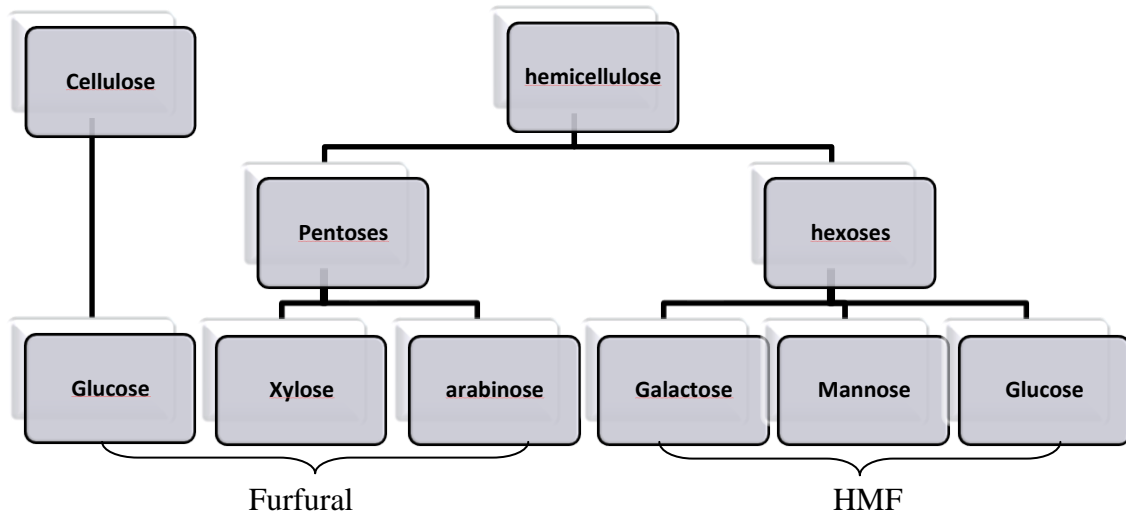 Cellulose
hemicellulose
Pentoses
hexoses
Glucose
Xylose
arabinose
Galactose
Mannose
Glucose
Furfural
HMF